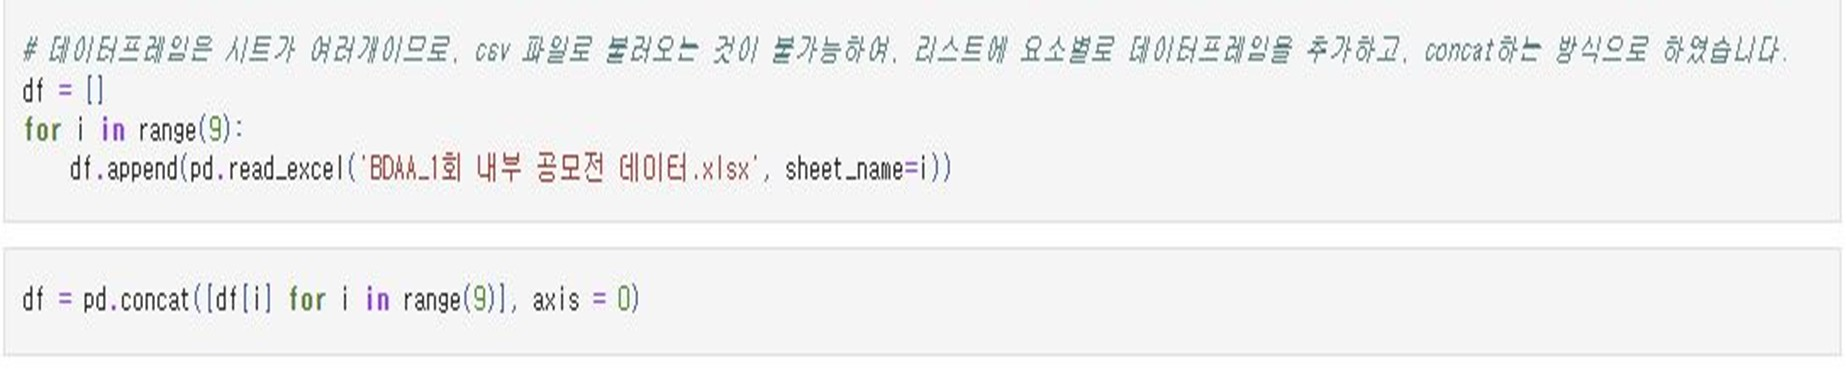 # 데이터프레임은 시트가 여러개이므로, csv 파일로 불러오는 것이 불가능하여, 리스트에 요소별로 데이터프레임을 추가하고, concat하는 방식으로 하였습니다.
df = []
for i in range(9):
    df.append(pd.read_excel('BDAA_1회 내부 공모전 데이터.xlsx', sheet_name=i))
df = pd.concat([df[i] for i in range(9)], axis = 0)